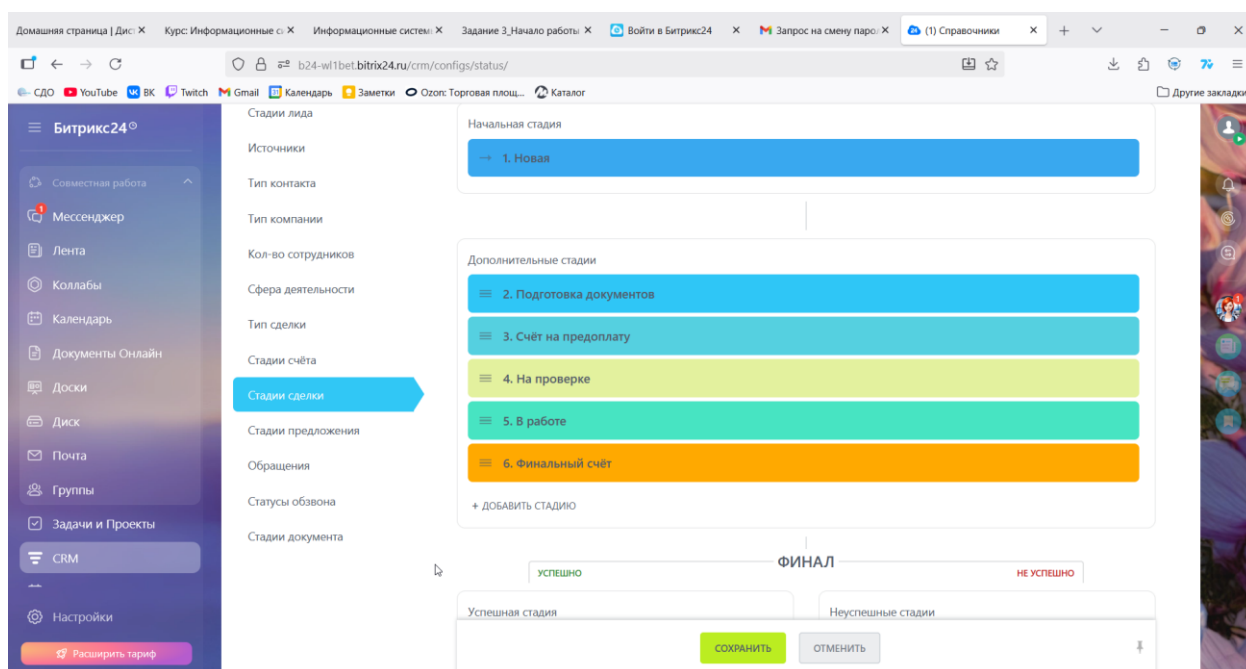 Домашняя страница | Дис
Курс: Информационные с
Информационные систем
Задание 3_Начало работы
Войти в Битрикс24
Запрос на смену парол
(1) Справочники
b24-wl1bet.bitrix24.ru/crm/configs/status/
СДО
YouTube
ВК
Twitch
Gmail
Календарь
Заметки
Ozon: Торговая площ...
Каталог
Другие закладки
Битрикс24
Совместная работа
1
Мессенджер
Лента
Коллабы
Календарь
Документы Онлайн
Доски
Диск
Почта
Группы
Задачи и Проекты
CRM
Настройки
Расширить тариф
Стадии лида
Источники
Тип контакта
Тип компании
Кол-во сотрудников
Сфера деятельности
Тип сделки
Стадии счёта
Стадии сделки
Стадии предложения
Обращения
Статусы обзвона
Стадии документа
Начальная стадия
1. Новая
Дополнительные стадии
2. Подготовка документов
3. Счёт на предоплату
4. На проверке
5. В работе
6. Финальный счёт
+ ДОБАВИТЬ СТАДИЮ
ФИНАЛ
УСПЕШНО
НЕ УСПЕШНО
Успешная стадия
Неуспешные стадии
СОХРАНИТЬ
ОТМЕНИТЬ
1